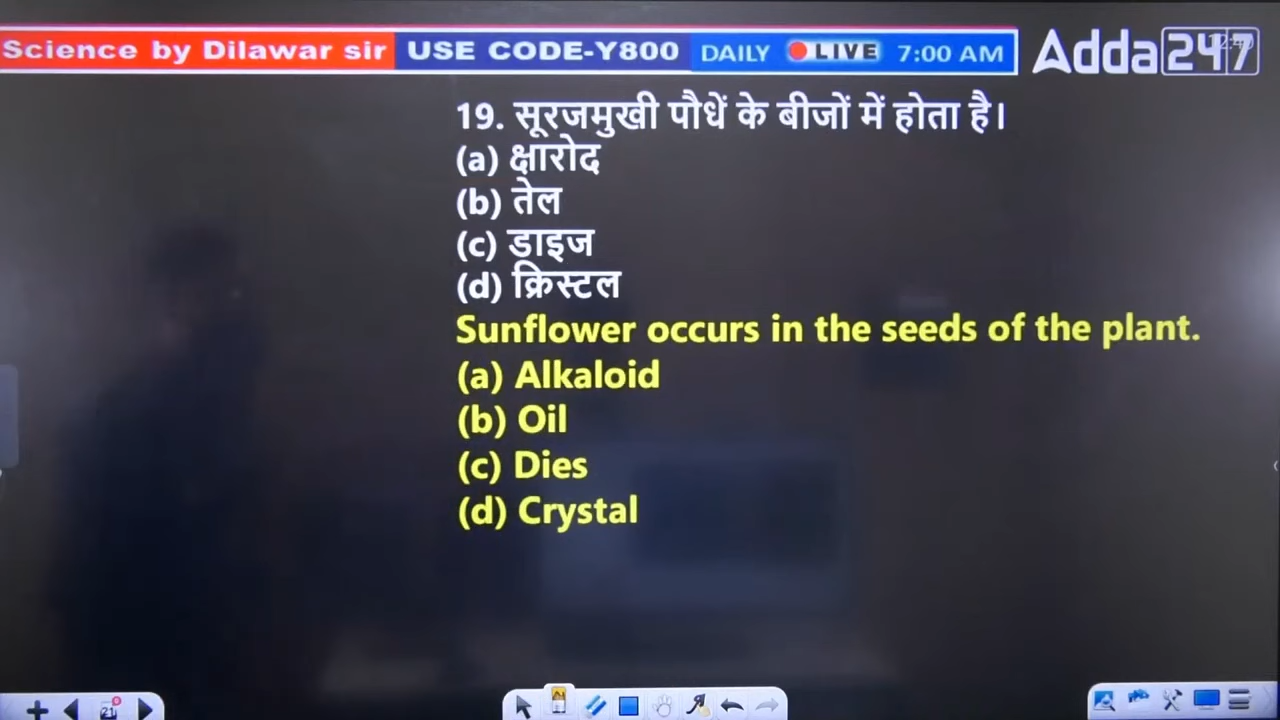 Science by Dilawar sir USE CODE-Y800 DAILY LIVE 7:00 AM Adda247
19. सूरजमुखी पौधें के बीजों में होता है।
(a) क्षारोद
(b) तेल
(c) डाइज
(d) क्रिस्टल
Sunflower occurs in the seeds of the plant.
(a) Alkaloid
(b) Oil
(c) Dies
(d) Crystal
21